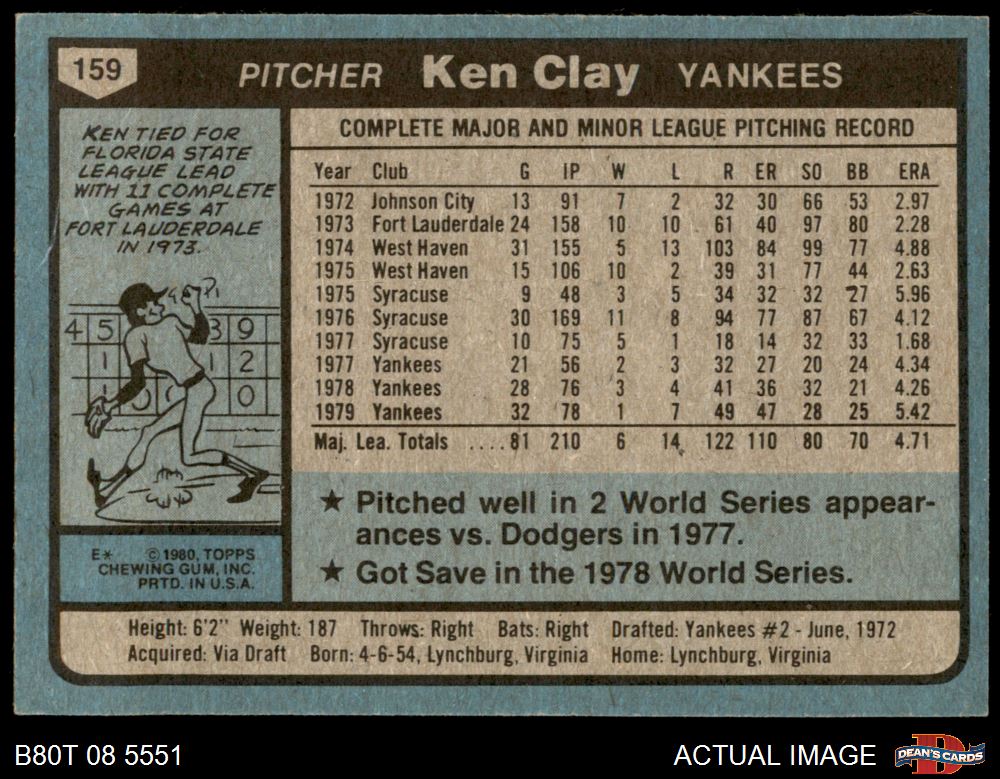 159 PITCHER Ken Clay YANKEES
KEN TIED FOR
FLORIDA STATE
LEAGUE LEAD
WITH 11 COMPLETE
GAMES AT
FORT LAUDERDALE
IN 1973.
4 5 3 9
1 1 2
1 0 0
E* © 1980, TOPPS
CHEWING GUM, INC.
PRTD. IN U.S.A.
COMPLETE MAJOR AND MINOR LEAGUE PITCHING RECORD
Year Club G IP W L R ER SO BB ERA
1972 Johnson City 13 91 7 2 32 30 66 53 2.97
1973 Fort Lauderdale 24 158 10 10 61 40 97 80 2.28
1974 West Haven 31 155 5 13 103 84 99 77 4.88
1975 West Haven 15 106 10 2 39 31 77 44 2.63
1975 Syracuse 9 48 3 5 34 32 32 27 5.96
1976 Syracuse 30 169 11 8 94 77 87 67 4.12
1977 Syracuse 10 75 5 1 18 14 32 33 1.68
1977 Yankees 21 56 2 3 32 27 20 24 4.34
1978 Yankees 28 76 3 4 41 36 32 21 4.26
1979 Yankees 32 78 1 7 49 47 28 25 5.42
Maj. Lea. Totals ....81 210 6 14 122 110 80 70 4.71
★ Pitched well in 2 World Series appear-
ances vs. Dodgers in 1977.
★ Got Save in the 1978 World Series.
Height: 6'2" Weight: 187 Throws: Right Bats: Right Drafted: Yankees #2 - June, 1972
Acquired: Via Draft Born: 4-6-54, Lynchburg, Virginia Home: Lynchburg, Virginia
B80T 08 5551 ACTUAL IMAGE DEAN'S CARDS